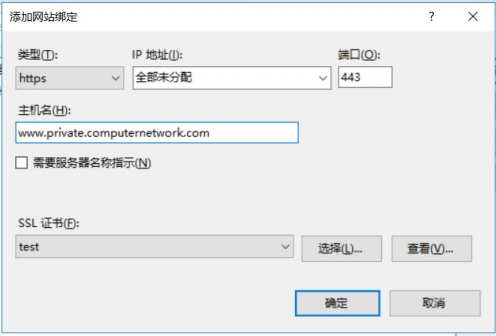 添加网站绑定
类型(T): IP 地址(I): 端口(O):
https 全部未分配 443
主机名(H):
www.private.computernetwork.com
需要服务器名称指示(N)
SSL 证书(F):
test 选择(L)... 查看(V)...
确定 取消